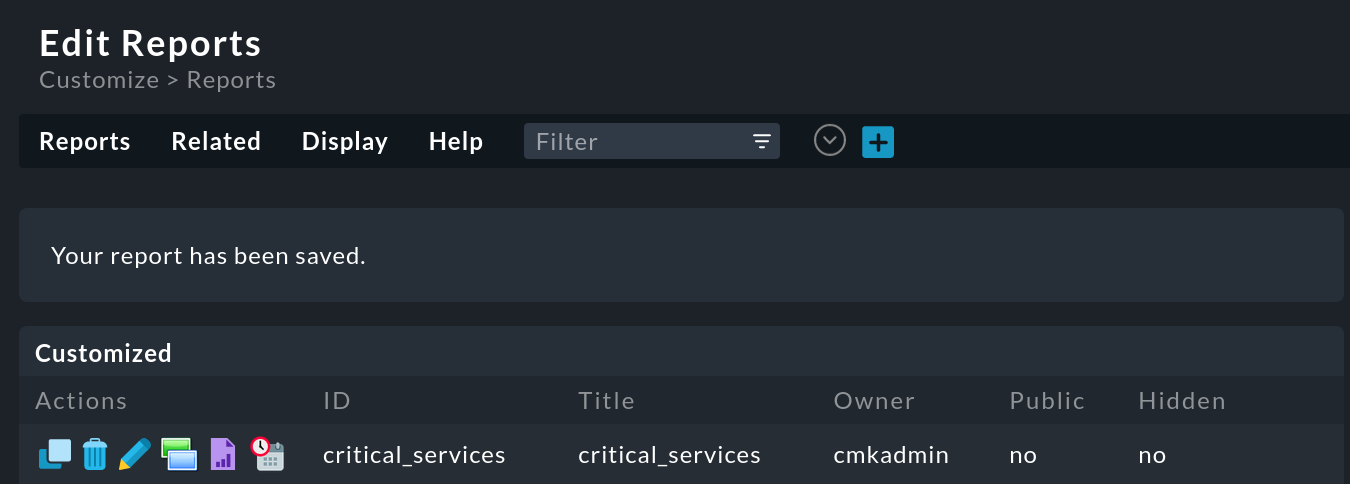 Edit Reports
Customize > Reports
Reports Related Display Help Filter
Your report has been saved.
Customized
Actions ID Title Owner Public Hidden
critical_services critical_services cmkadmin no no